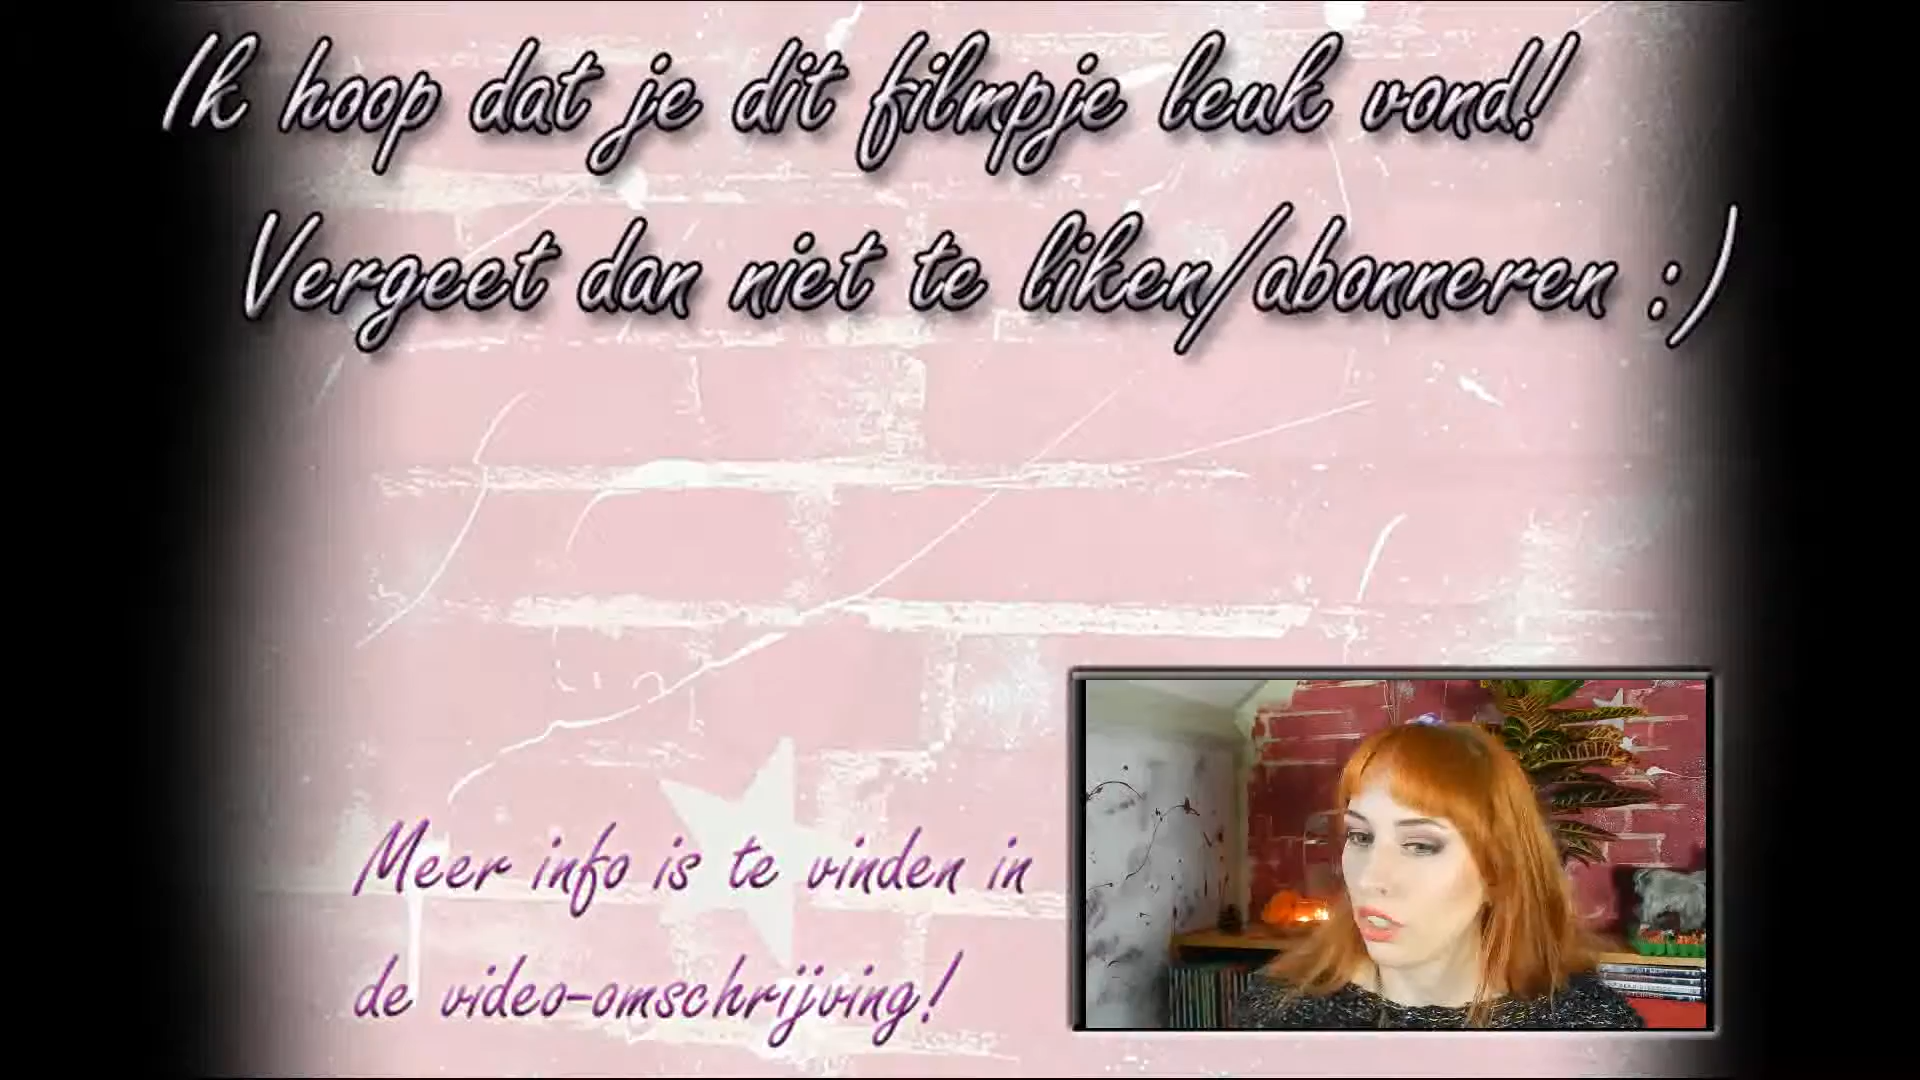 Ik hoop dat je dit filmpje leuk vond!
Vergeet dan niet te liken/abonneren :)
Meer info is te vinden in
de video-omschrijving!